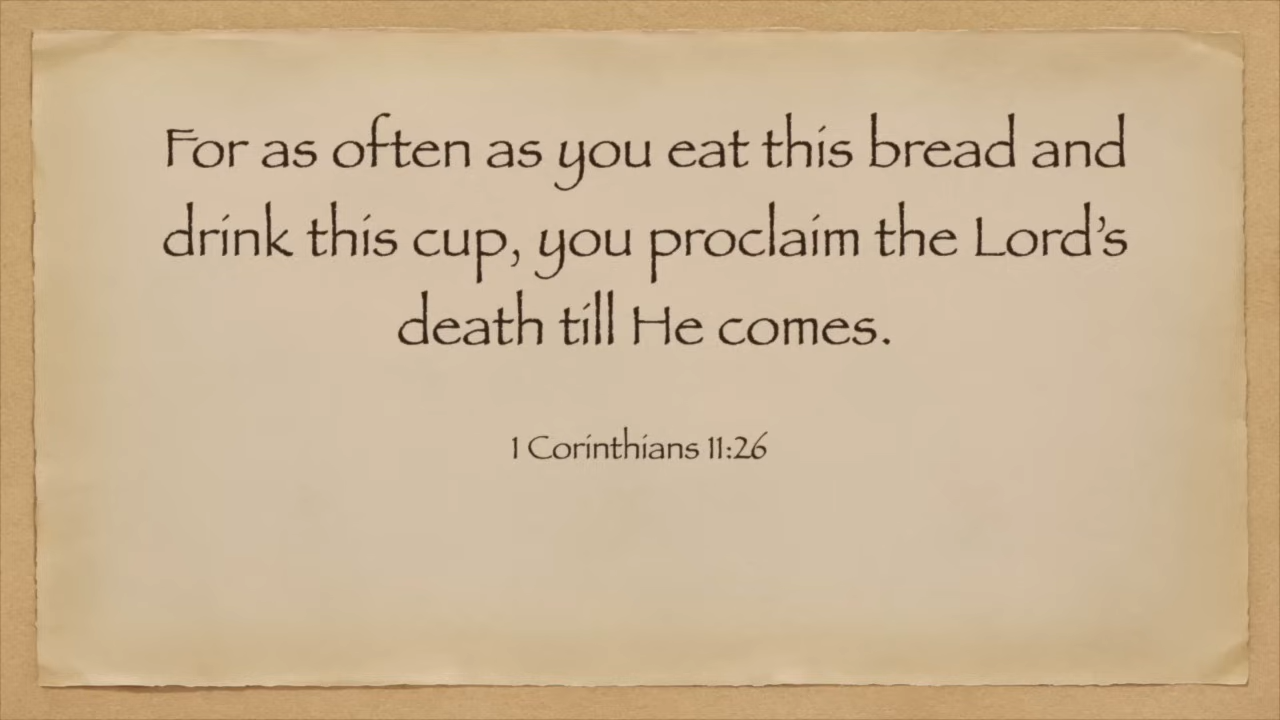 For as often as you eat this bread and
drink this cup, you proclaim the Lord's
death till He comes.
1 Corinthians 11:26